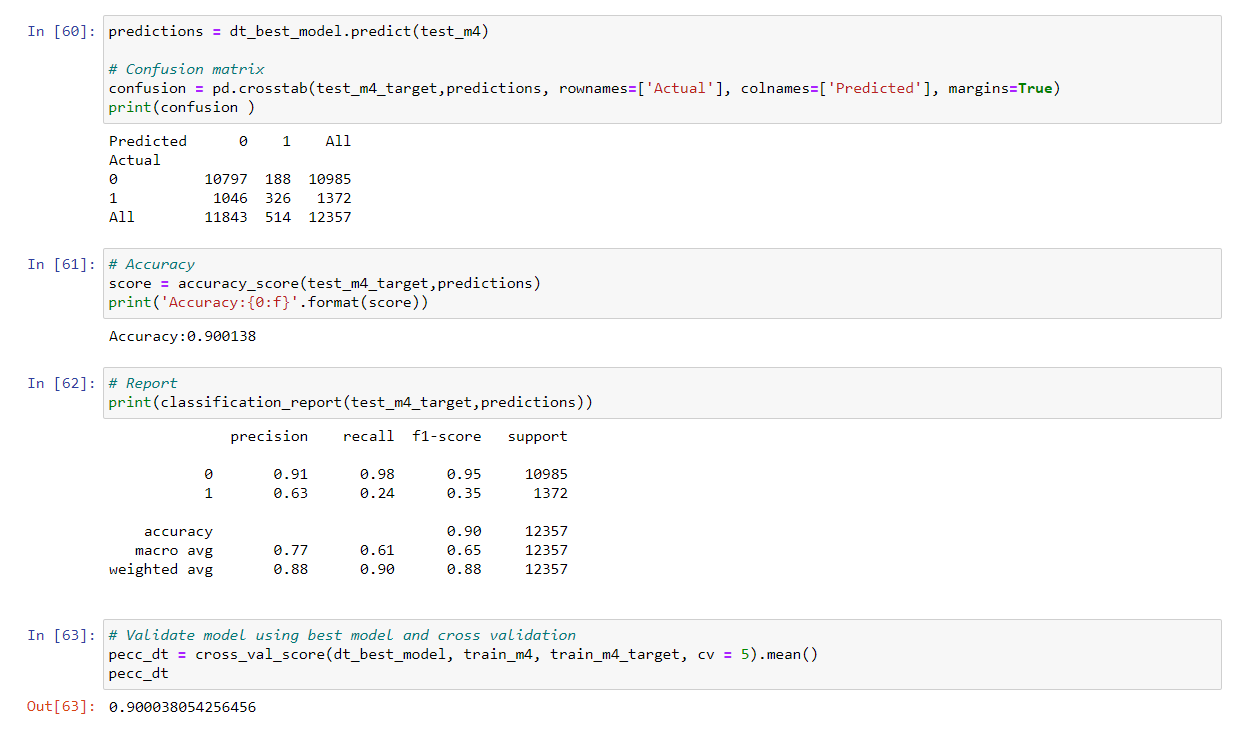 In [60]: predictions = dt_best_model.predict(test_m4)
# Confusion matrix
confusion = pd.crosstab(test_m4_target,predictions, rownames=['Actual'], colnames=['Predicted'], margins=True)
print(confusion )
Predicted      0    1    All
Actual
0          10797  188  10985
1           1046  326   1372
All        11843  514  12357
In [61]: # Accuracy
score = accuracy_score(test_m4_target,predictions)
print('Accuracy:{0:f}'.format(score))
Accuracy:0.900138
In [62]: # Report
print(classification_report(test_m4_target,predictions))
              precision    recall  f1-score   support
           0       0.91      0.98      0.95     10985
           1       0.63      0.24      0.35      1372
    accuracy                           0.90     12357
   macro avg       0.77      0.61      0.65     12357
weighted avg       0.88      0.90      0.88     12357
In [63]: # Validate model using best model and cross validation
pecc_dt = cross_val_score(dt_best_model, train_m4, train_m4_target, cv = 5).mean()
pecc_dt
Out[63]: 0.900038054256456